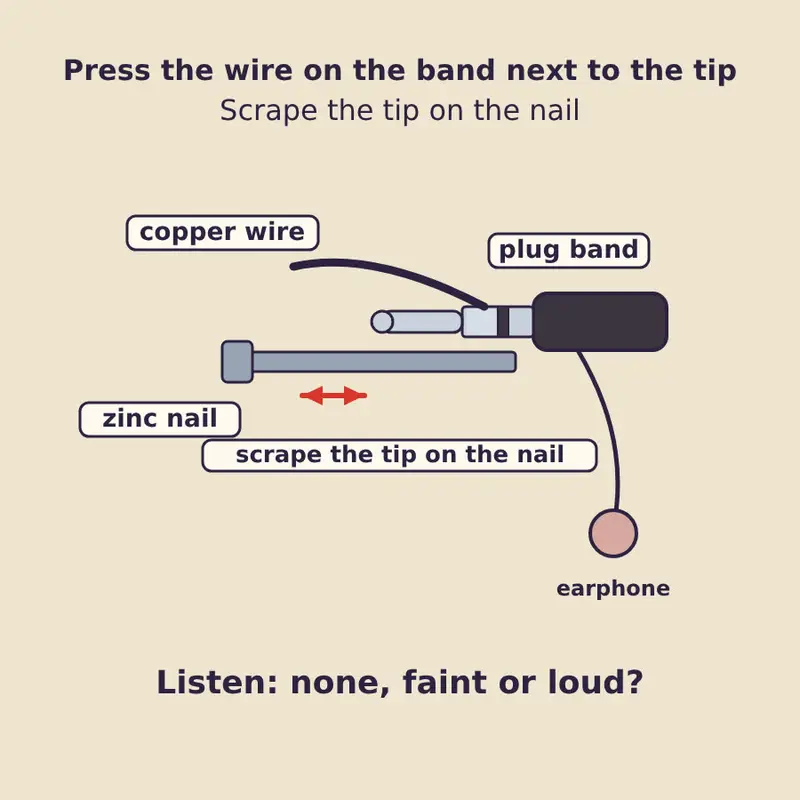 Press the wire on the band next to the tip
Scrape the tip on the nail
copper wire
plug band
zinc nail
scrape the tip on the nail
earphone
Listen: none, faint or loud?